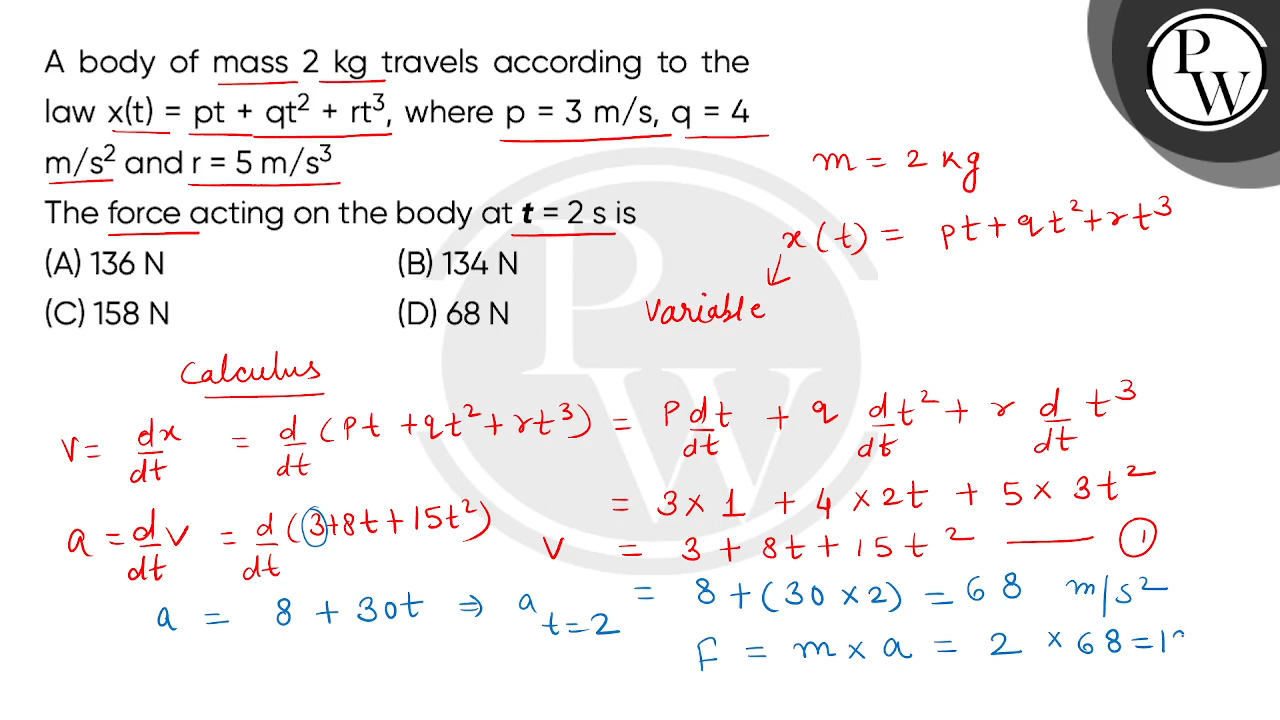 A body of mass 2 kg travels according to the
law x(t) = pt + qt² + rt³, where p = 3 m/s, q = 4
m/s² and r = 5 m/s³
The force acting on the body at t = 2 s is
(A) 136 N (B) 134 N
(C) 158 N (D) 68 N
PW
m = 2 kg
x(t) = pt + qt² + rt³
Variable
Calculus
v = dx/dt = d/dt (pt + qt² + rt³) = p dt/dt + q d/dt t² + r d/dt t³
= 3 × 1 + 4 × 2t + 5 × 3t²
v = 3 + 8t + 15t² —— ①
a = d/dt v = d/dt (3 + 8t + 15t²)
a = 8 + 30t ⇒ a t=2 = 8 + (30 × 2) = 68 m/s²
F = m × a = 2 × 68 = 1
PW